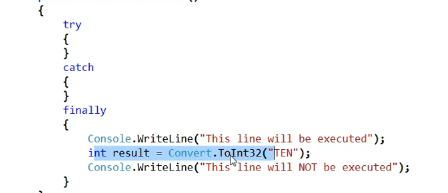 {
try
{
}
catch
{
}
finally
{
Console.WriteLine("This line will be executed");
int result = Convert.ToInt32("TEN");
Console.WriteLine("This line will NOT be executed");
}
}